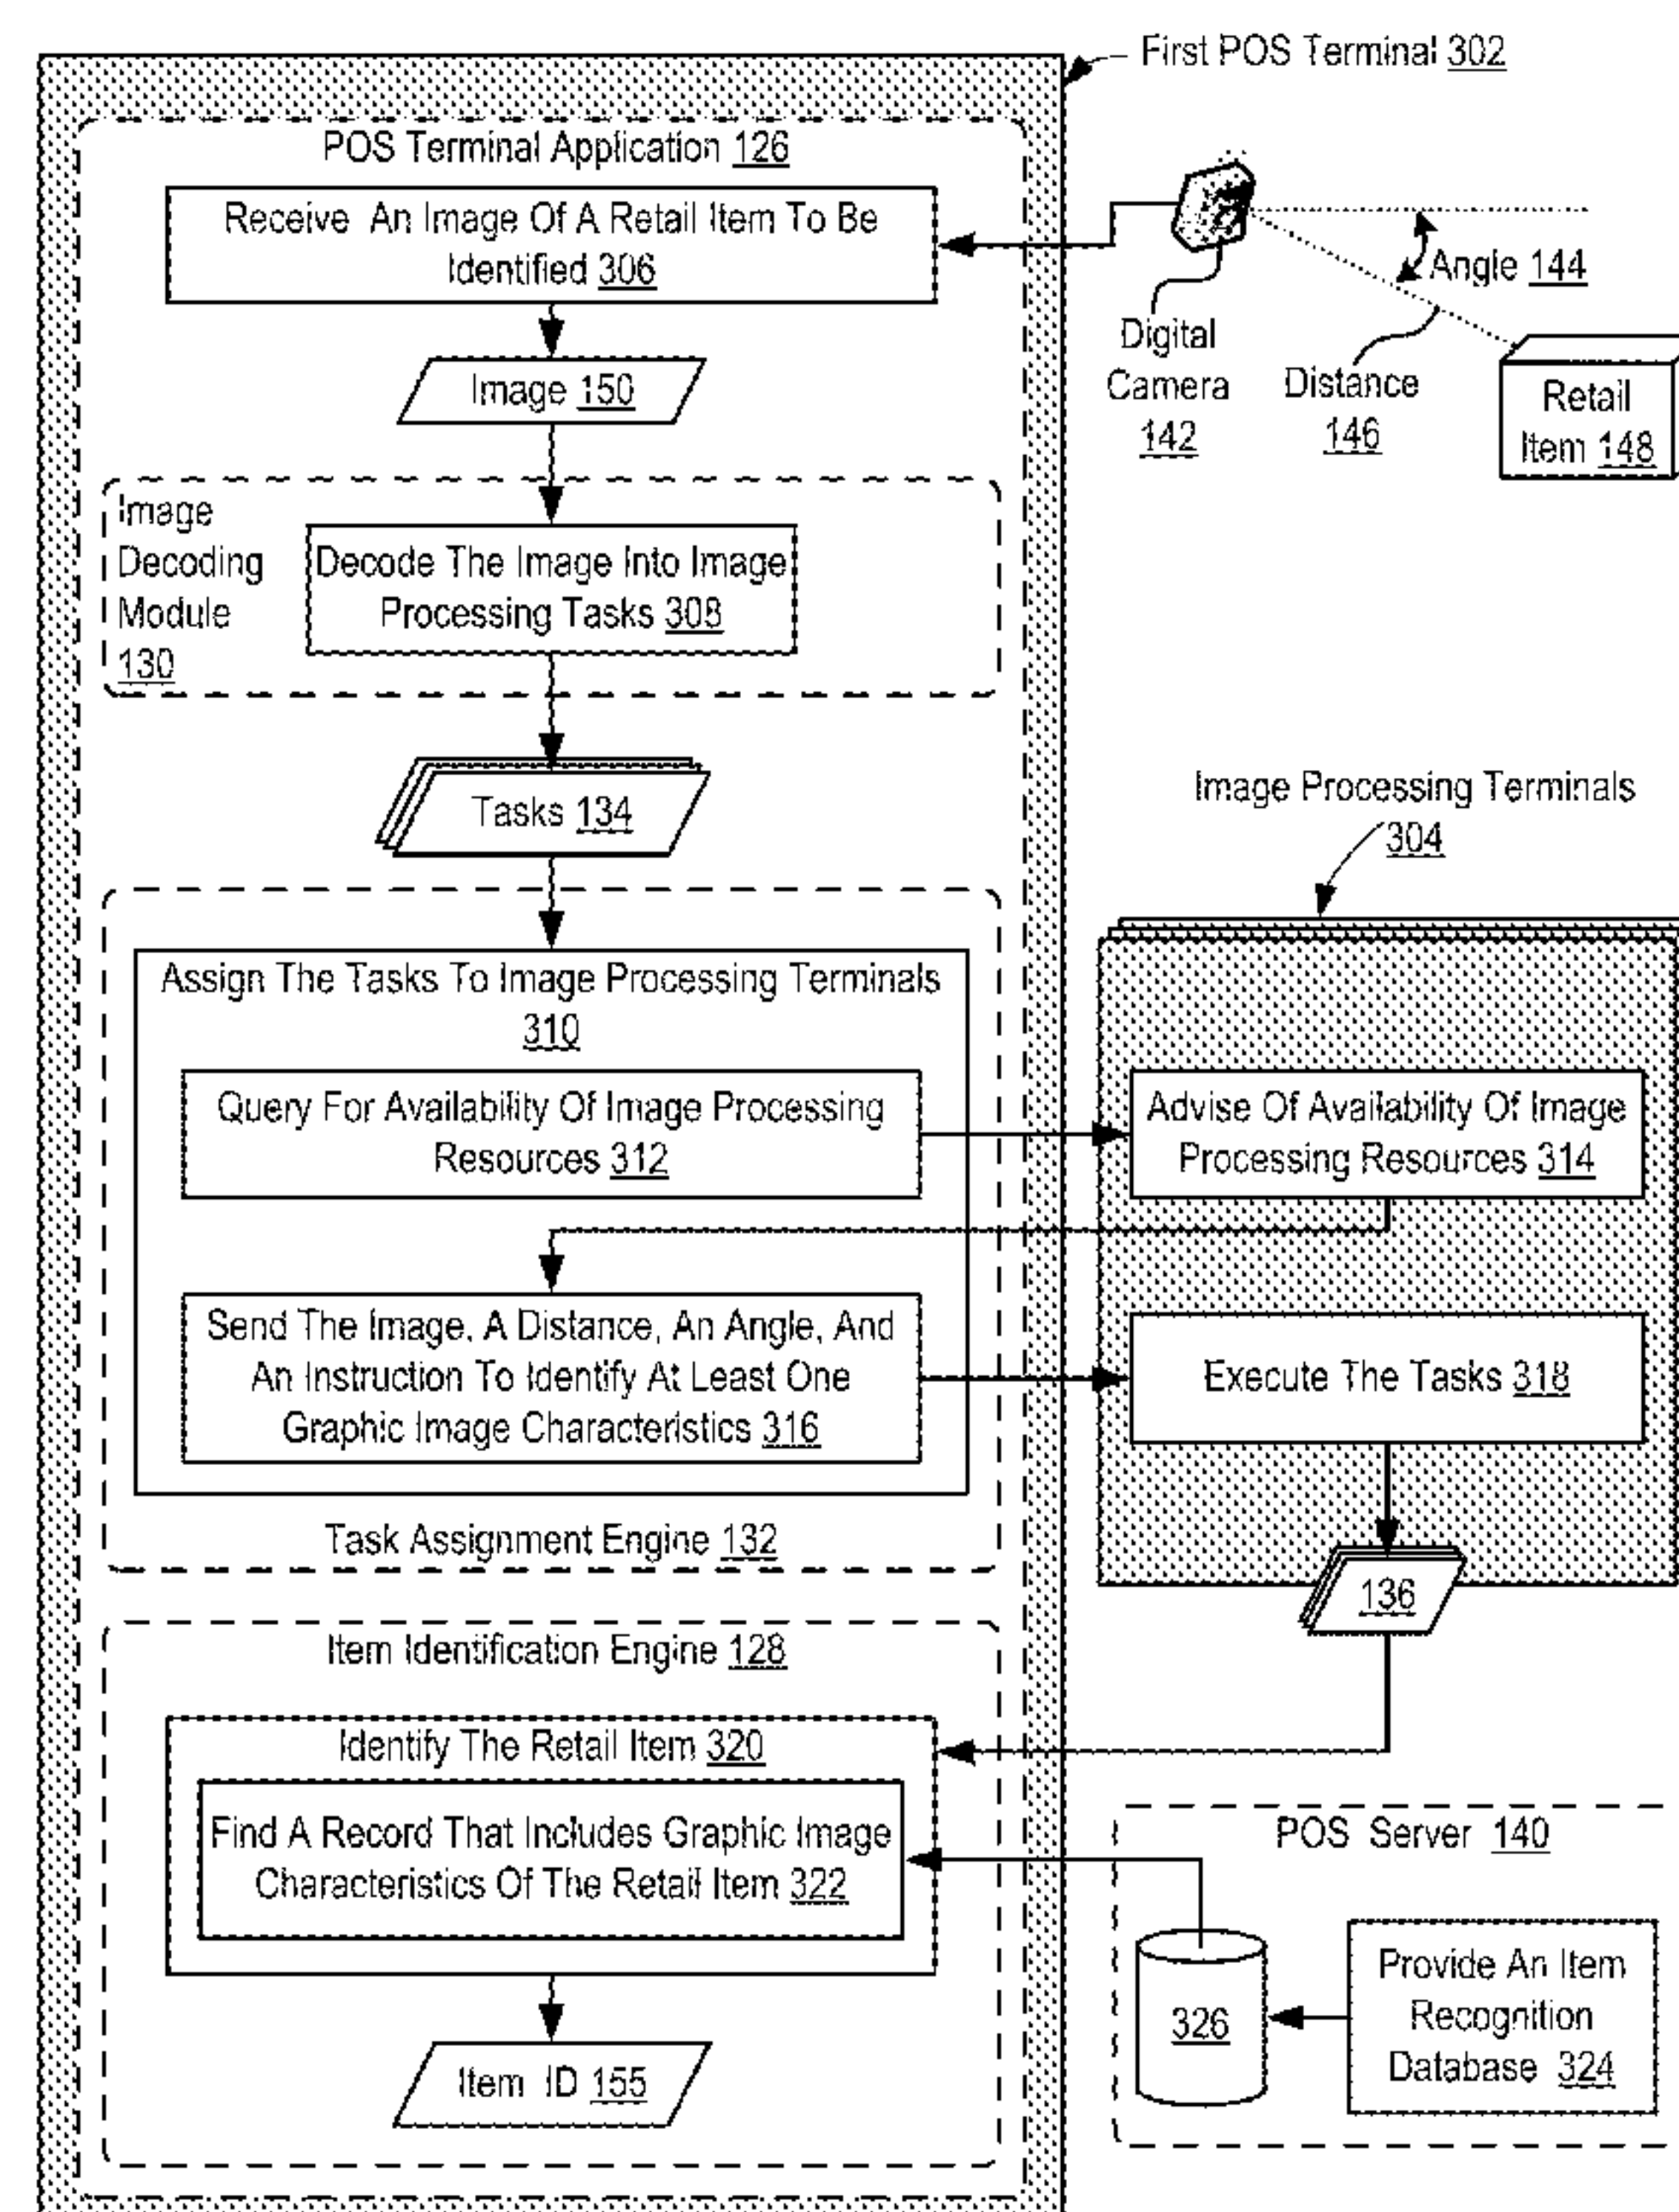 First POS Terminal 302
POS Terminal Application 126
Receive An Image Of A Retail Item To Be
Identified 306
Angle 144
Digital
Camera
142
Distance
146
Retail
Item 148
Image 150
Image
Decoding
Module
130
Decode The Image Into Image
Processing Tasks 308
Tasks 134
Image Processing Terminals
304
Assign The Tasks To Image Processing Terminals
310
Query For Availability Of Image Processing
Resources 312
Advise Of Availability Of Image
Processing Resources 314
Send The Image, A Distance, An Angle, And
An Instruction To Identify At Least One
Graphic Image Characteristics 316
Execute The Tasks 318
Task Assignment Engine 132
136
Item Identification Engine 128
Identify The Retail Item 320
Find A Record That Includes Graphic Image
Characteristics Of The Retail Item 322
POS Server 140
326
Provide An Item
Recognition
Database 324
Item ID 155